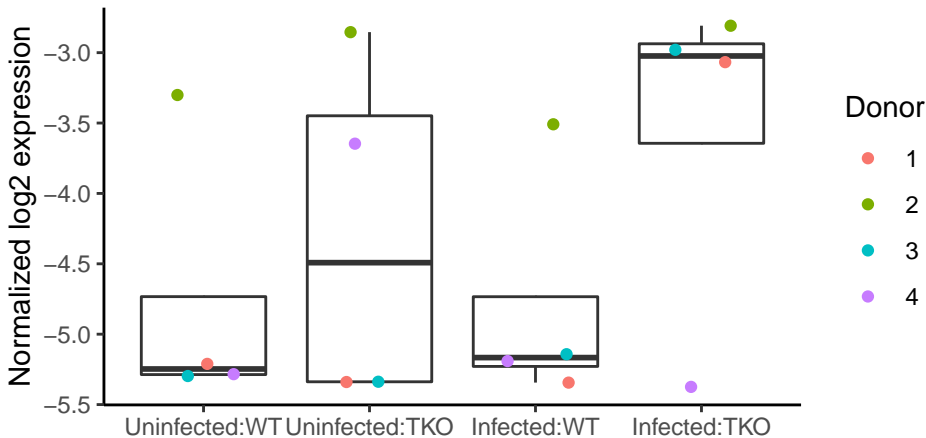 Normalized log2 expression
−3.0
−3.5
−4.0
−4.5
−5.0
−5.5
Uninfected:WT
Uninfected:TKO
Infected:WT
Infected:TKO
Donor
1
2
3
4